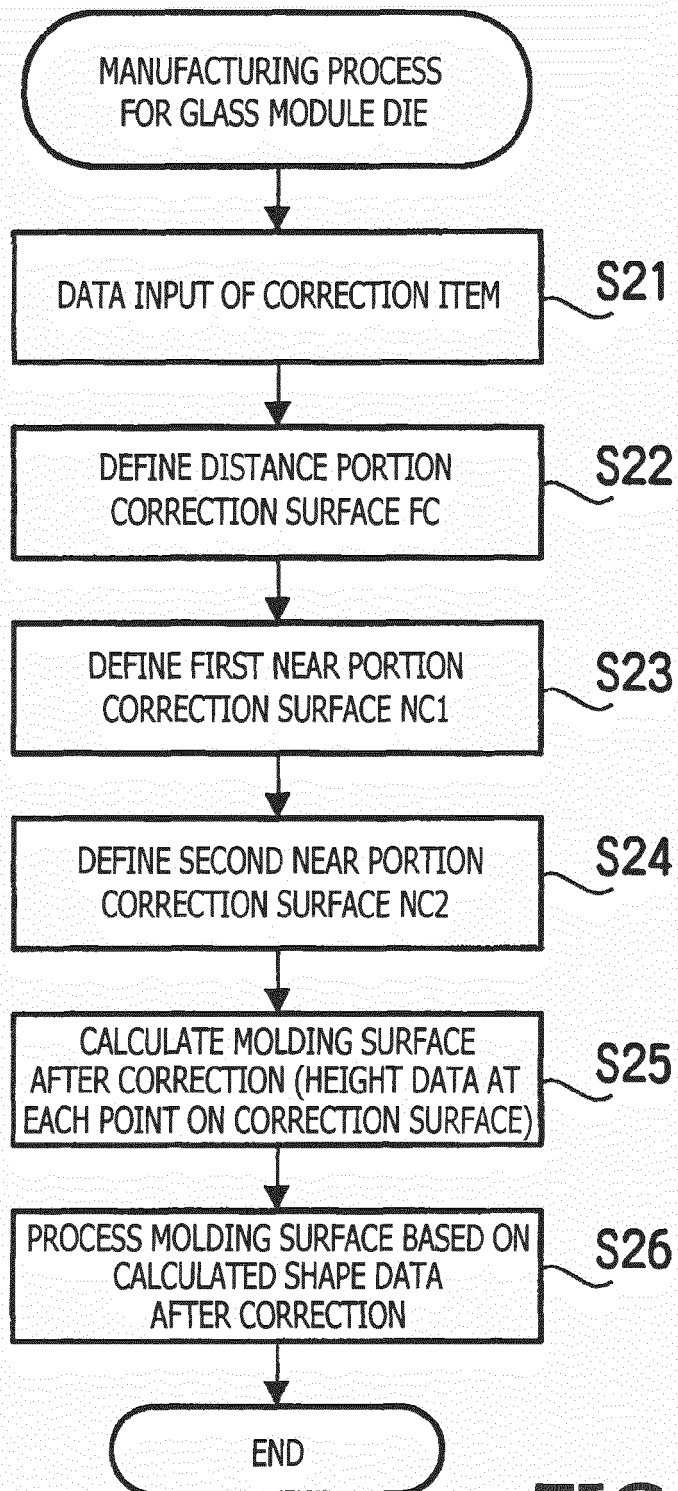 MANUFACTURING PROCESS
FOR GLASS MODULE DIE
DATA INPUT OF CORRECTION ITEM
S21
DEFINE DISTANCE PORTION
CORRECTION SURFACE FC
S22
DEFINE FIRST NEAR PORTION
CORRECTION SURFACE NC1
S23
DEFINE SECOND NEAR PORTION
CORRECTION SURFACE NC2
S24
CALCULATE MOLDING SURFACE
AFTER CORRECTION (HEIGHT DATA AT
EACH POINT ON CORRECTION SURFACE)
S25
PROCESS MOLDING SURFACE BASED ON
CALCULATED SHAPE DATA
AFTER CORRECTION
S26
END